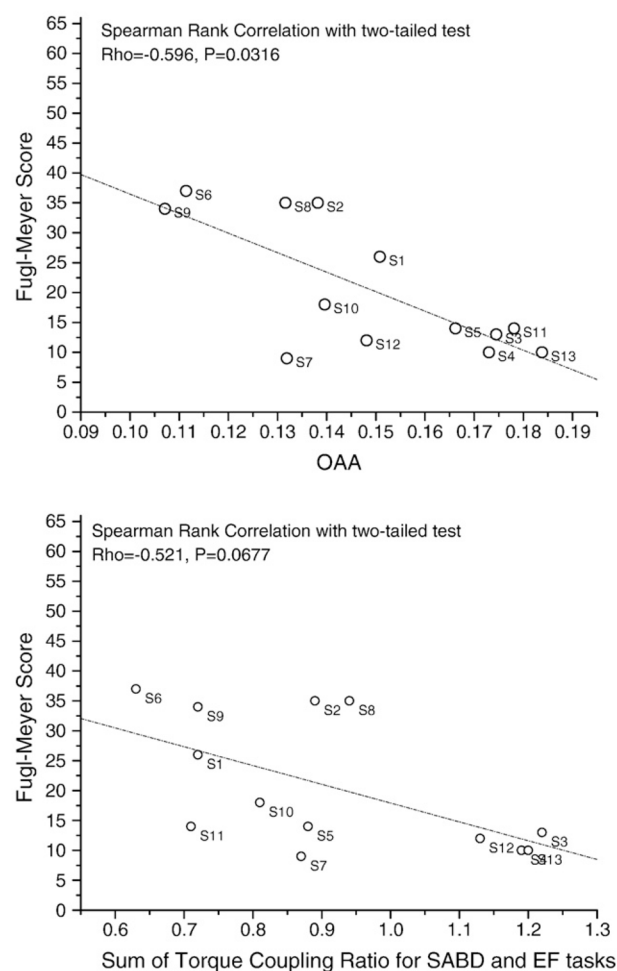 Spearman Rank Correlation with two-tailed test
Rho=-0.596, P=0.0316
65
60
55
50
45
40
35
30
25
20
15
10
5
0
Fugl-Meyer Score
S6
S9
S8
S2
S1
S10
S12
S7
S5
S3
S11
S4
S13
0.09 0.10 0.11 0.12 0.13 0.14 0.15 0.16 0.17 0.18 0.19
OAA
Spearman Rank Correlation with two-tailed test
Rho=-0.521, P=0.0677
65
60
55
50
45
40
35
30
25
20
15
10
5
0
Fugl-Meyer Score
S6
S9
S2
S8
S1
S10
S11
S5
S7
S12
S3
S4
S13
0.6 0.7 0.8 0.9 1.0 1.1 1.2 1.3
Sum of Torque Coupling Ratio for SABD and EF tasks